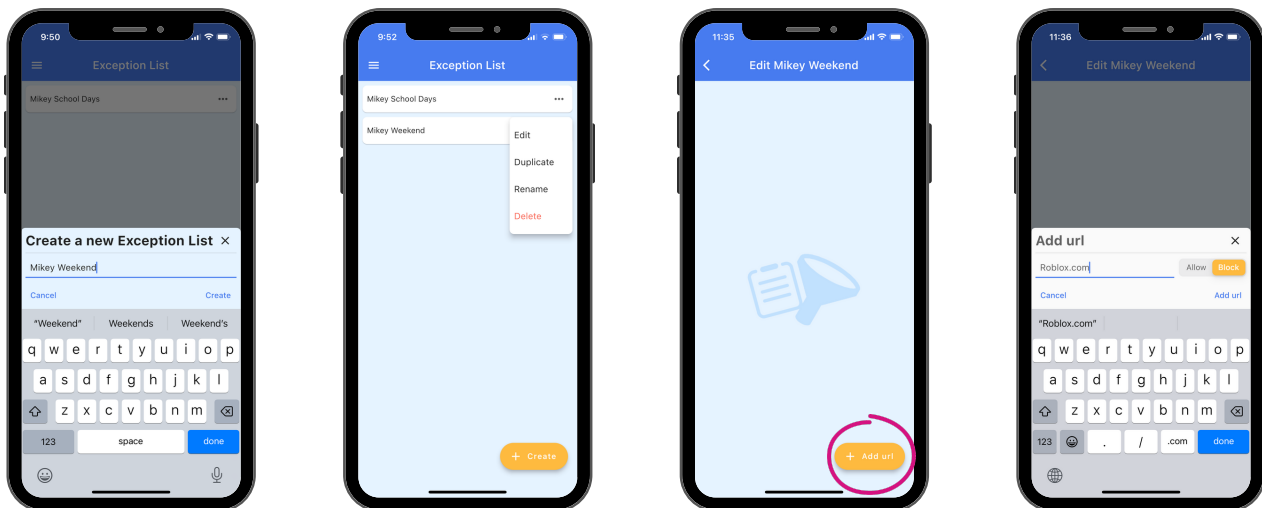 9:50
Exception List
Mikey School Days
Create a new Exception List
Mikey Weekend
Cancel Create
“Weekend” Weekends Weekend's
q w e r t y u i o p
a s d f g h j k l
z x c v b n m
123 space done
9:52
Exception List
Mikey School Days
Mikey Weekend
Edit
Duplicate
Rename
Delete
+ Create
11:35
Edit Mikey Weekend
+ Add url
11:36
Edit Mikey Weekend
Add url
Roblox.com Allow Block
Cancel Add url
“Roblox.com”
q w e r t y u i o p
a s d f g h j k l
z x c v b n m
123 . / .com done